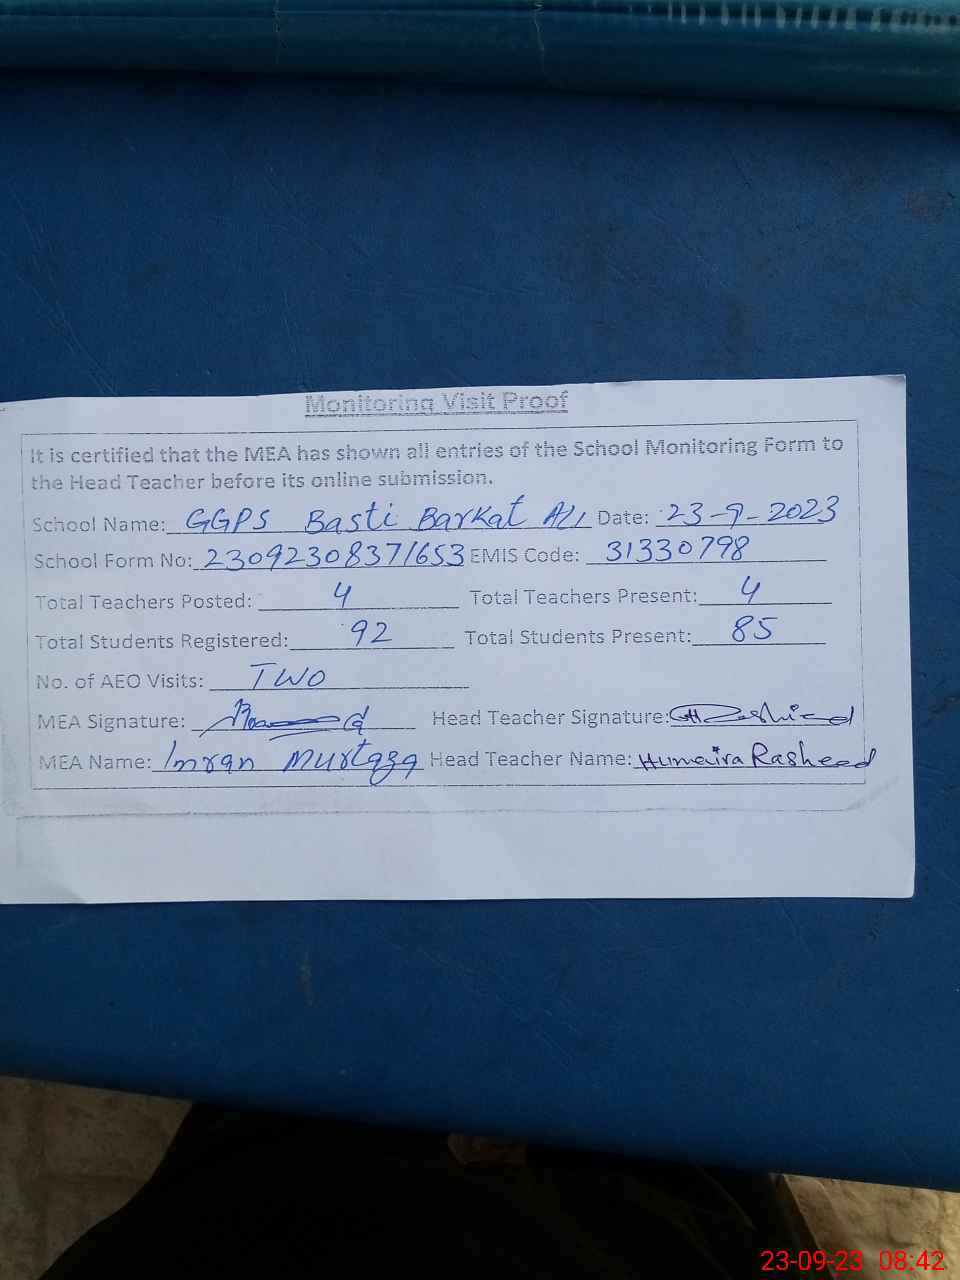 Monitoring Visit Proof
It is certified that the MEA has shown all entries of the School Monitoring Form to
the Head Teacher before its online submission.
School Name: GGPS Basti Barkat Ali Date: 23-9-2023
School Form No: 23092308371653 EMIS Code: 31330798
Total Teachers Posted: 4 Total Teachers Present: 4
Total Students Registered: 92 Total Students Present: 85
No. of AEO Visits: TWO
MEA Signature: Head Teacher Signature: H Rashid
MEA Name: Imran Murtaza Head Teacher Name: Humaira Rasheed
23-09-23 08:42